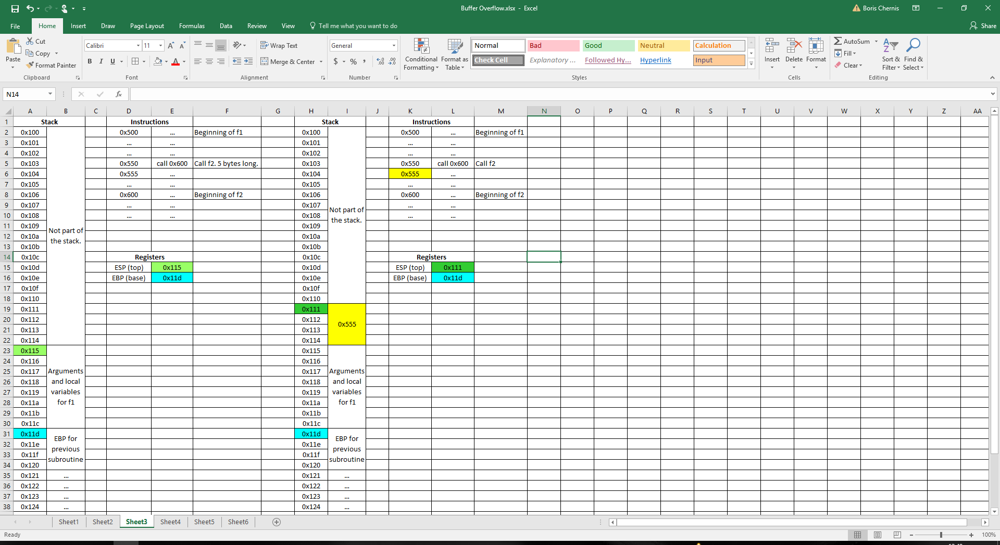 Buffer Overflow.xlsx - Excel
Boris Chernis
File Home Insert Draw Page Layout Formulas Data Review View Tell me what you want to do Share
Paste
Cut
Copy
Format Painter
Clipboard
Calibri 11
B I U
Font
Wrap Text
Merge & Center
Alignment
General
$ % ,
Number
Conditional Formatting
Format as Table
Normal Bad Good Neutral Calculation
Check Cell Explanatory ... Followed Hy... Hyperlink Input
Styles
Insert Delete Format
Cells
AutoSum
Fill
Clear
Sort & Filter
Find & Select
Editing
N14 fx
A B C D E F G H I J K L M N O P Q R S T U V W X Y Z AA
1 Stack Instructions Stack Instructions
2 0x100 0x500 ... Beginning of f1 0x100 0x500 ... Beginning of f1
3 0x101 ... ... 0x101 ... ...
4 0x102 ... ... 0x102 ... ...
5 0x103 0x550 call 0x600 Call f2. 5 bytes long. 0x103 0x550 call 0x600 Call f2
6 0x104 0x555 ... 0x104 0x555 ...
7 0x105 ... ... 0x105 ... ...
8 0x106 0x600 ... Beginning of f2 0x106 0x600 ... Beginning of f2
9 0x107 ... ... 0x107 ... ...
10 0x108 ... ... 0x108 Not part of the stack. ... ...
11 0x109 0x109
12 0x10a Not part of the stack. 0x10a
13 0x10b 0x10b
14 0x10c Registers 0x10c Registers
15 0x10d ESP (top) 0x115 0x10d ESP (top) 0x111
16 0x10e EBP (base) 0x11d 0x10e EBP (base) 0x11d
17 0x10f 0x10f
18 0x110 0x110
19 0x111 0x111
20 0x112 0x112 0x555
21 0x113 0x113
22 0x114 0x114
23 0x115 0x115
24 0x116 0x116
25 0x117 Arguments 0x117 Arguments
26 0x118 and local 0x118 and local
27 0x119 variables 0x119 variables
28 0x11a for f1 0x11a for f1
29 0x11b 0x11b
30 0x11c 0x11c
31 0x11d 0x11d
32 0x11e EBP for previous subroutine 0x11e EBP for previous subroutine
33 0x11f 0x11f
34 0x120 0x120
35 0x121 ... 0x121 ...
36 0x122 ... 0x122 ...
37 0x123 ... 0x123 ...
38 0x124 ... 0x124 ...
Sheet1 Sheet2 Sheet3 Sheet4 Sheet5 Sheet6
Ready 100%